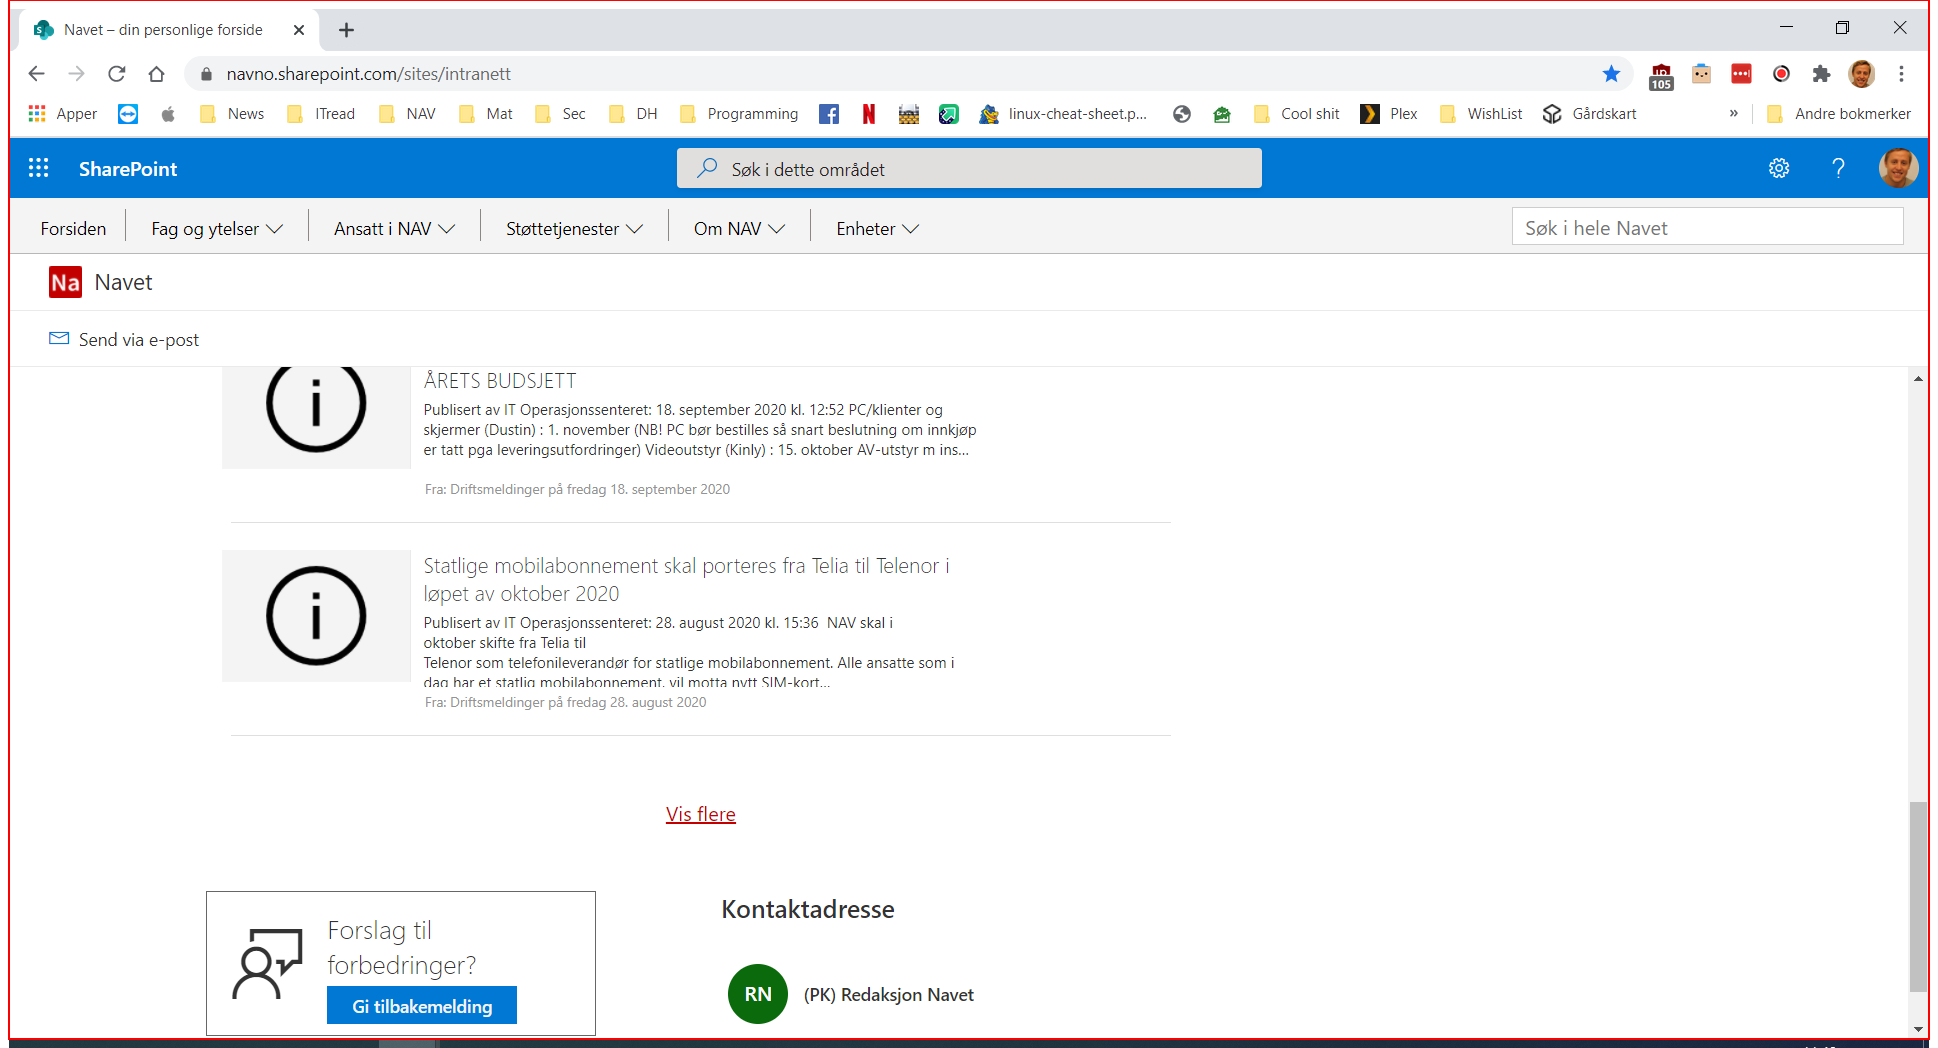 Navet – din personlige forside
navno.sharepoint.com/sites/intranett
105
Apper
News
ITread
NAV
Mat
Sec
DH
Programming
linux-cheat-sheet.p...
Cool shit
Plex
WishList
Gårdskart
»
Andre bokmerker
SharePoint
Søk i dette området
?
Forsiden
Fag og ytelser
Ansatt i NAV
Støttetjenester
Om NAV
Enheter
Søk i hele Navet
Na Navet
Send via e-post
ÅRETS BUDSJETT
Publisert av IT Operasjonssenteret: 18. september 2020 kl. 12:52 PC/klienter og
skjermer (Dustin) : 1. november (NB! PC bør bestilles så snart beslutning om innkjøp
er tatt pga leveringsutfordringer) Videoutstyr (Kinly) : 15. oktober AV-utstyr m ins...
Fra: Driftsmeldinger på fredag 18. september 2020
Statlige mobilabonnement skal porteres fra Telia til Telenor i
løpet av oktober 2020
Publisert av IT Operasjonssenteret: 28. august 2020 kl. 15:36 NAV skal i
oktober skifte fra Telia til
Telenor som telefonileverandør for statlige mobilabonnement. Alle ansatte som i
dag har et statlig mobilabonnement, vil motta nytt SIM-kort...
Fra: Driftsmeldinger på fredag 28. august 2020
Vis flere
Forslag til
forbedringer?
Gi tilbakemelding
Kontaktadresse
RN
(PK) Redaksjon Navet